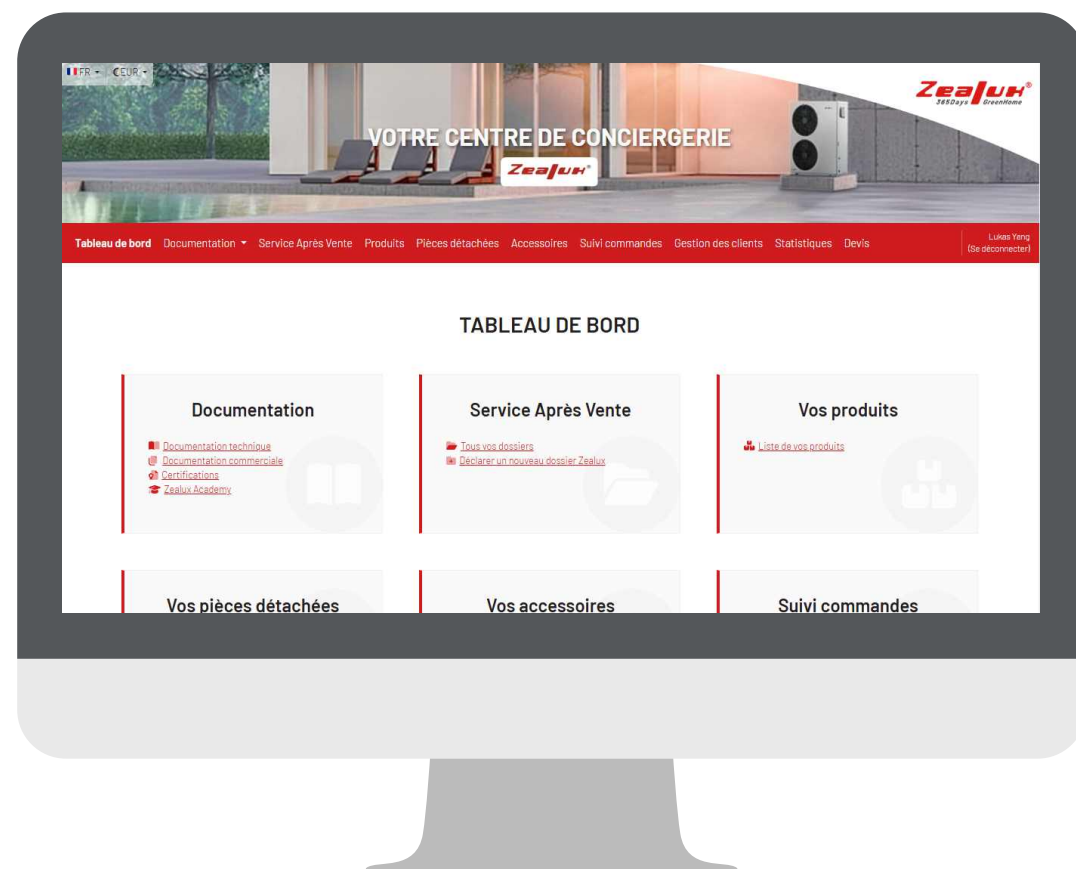 FR €EUR
Zealux®
365Days GreenHome
VOTRE CENTRE DE CONCIERGERIE
Zealux®
Tableau de bord Documentation Service Après Vente Produits Pièces détachées Accessoires Suivi commandes Gestion des clients Statistiques Devis
Lukas Yang
(Se déconnecter)
TABLEAU DE BORD
Documentation
Documentation technique
Documentation commerciale
Certifications
Zealux Academy
Service Après Vente
Tous vos dossiers
Déclarer un nouveau dossier Zealux
Vos produits
Liste de vos produits
Vos pièces détachées
Vos accessoires
Suivi commandes